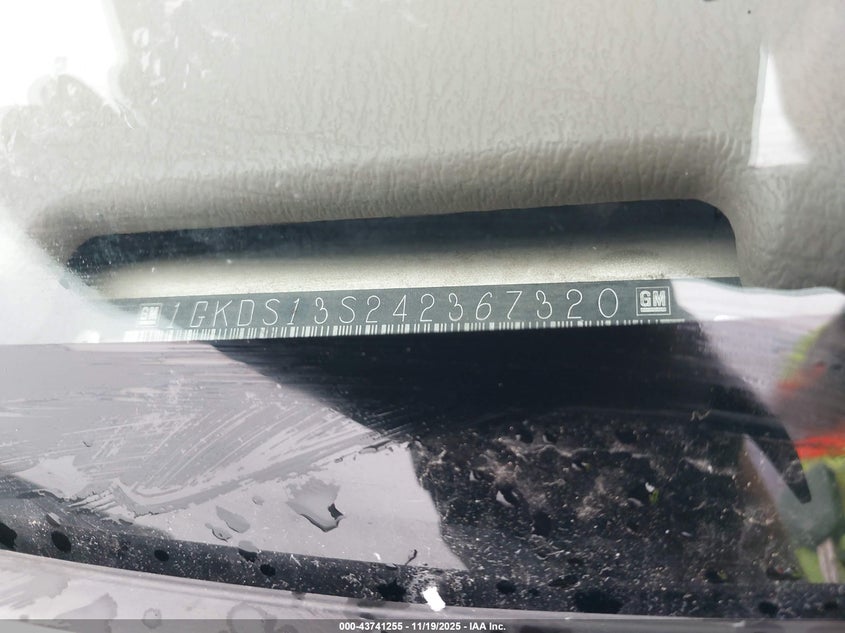 GM 1GKDS13S242367320 GM
000-43741255 - 11/19/2025 - IAA Inc.